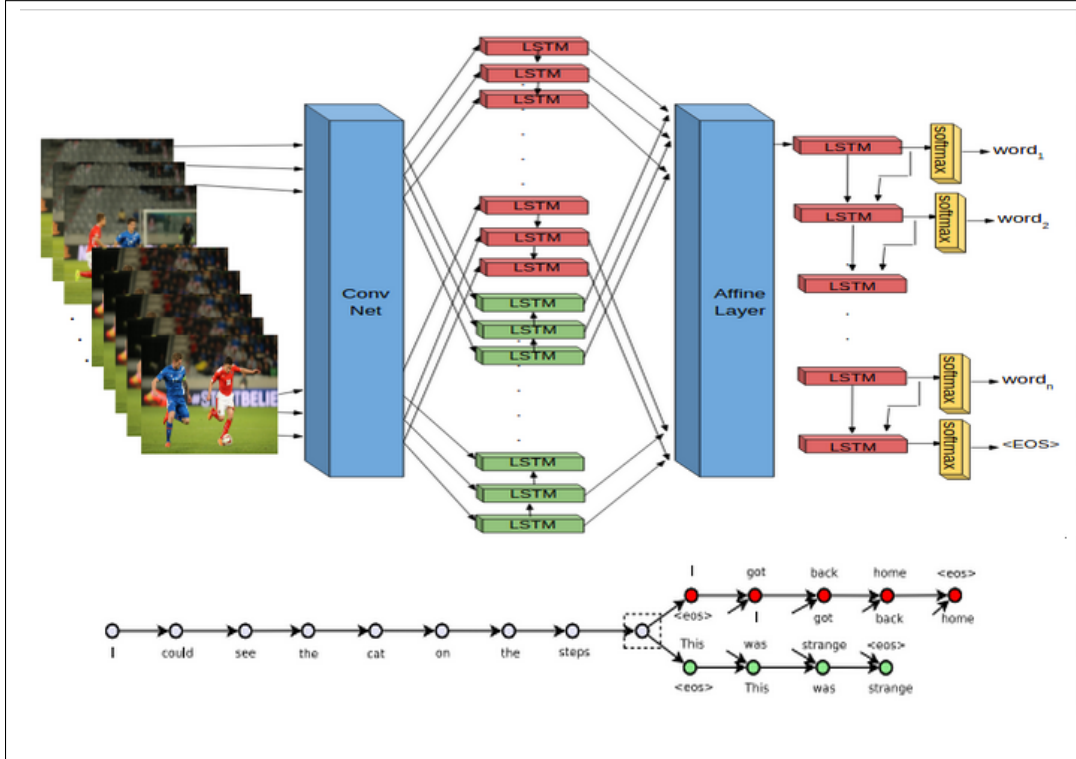 LSTM
LSTM
LSTM
LSTM
LSTM
LSTM
LSTM
LSTM
LSTM
LSTM
LSTM
LSTM
Conv
Net
Affine
Layer
LSTM
softmax
word1
LSTM
softmax
word2
LSTM
LSTM
softmax
wordn
LSTM
softmax
<EOS>
I got back home <eos>
<eos> I got back home
I could see the cat on the steps
This was strange <eos>
<eos> This was strange